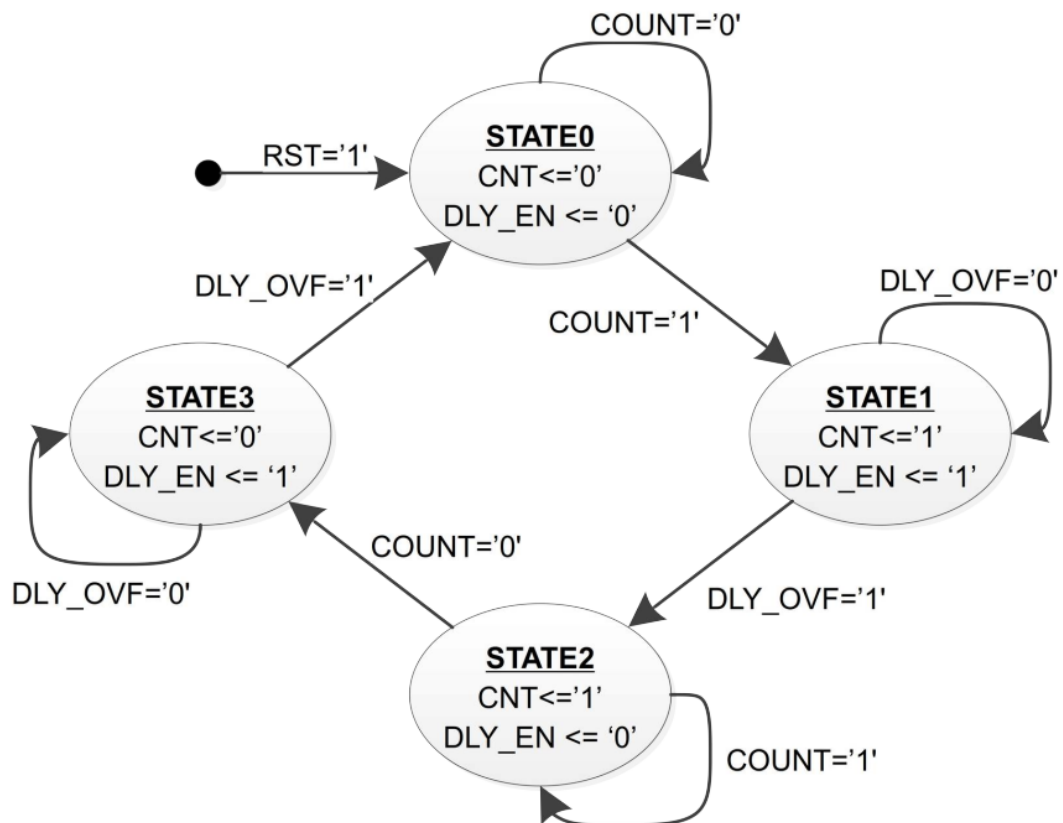 COUNT='0'
STATE0
CNT<='0'
DLY_EN <= ‘0’
RST='1'
DLY_OVF='1'
COUNT='1'
DLY_OVF='0'
STATE3
CNT<='0'
DLY_EN <= ‘1’
STATE1
CNT<='1'
DLY_EN <= ‘1’
COUNT='0'
DLY_OVF='0'
DLY_OVF='1'
STATE2
CNT<='1'
DLY_EN <= ‘0’
COUNT='1'